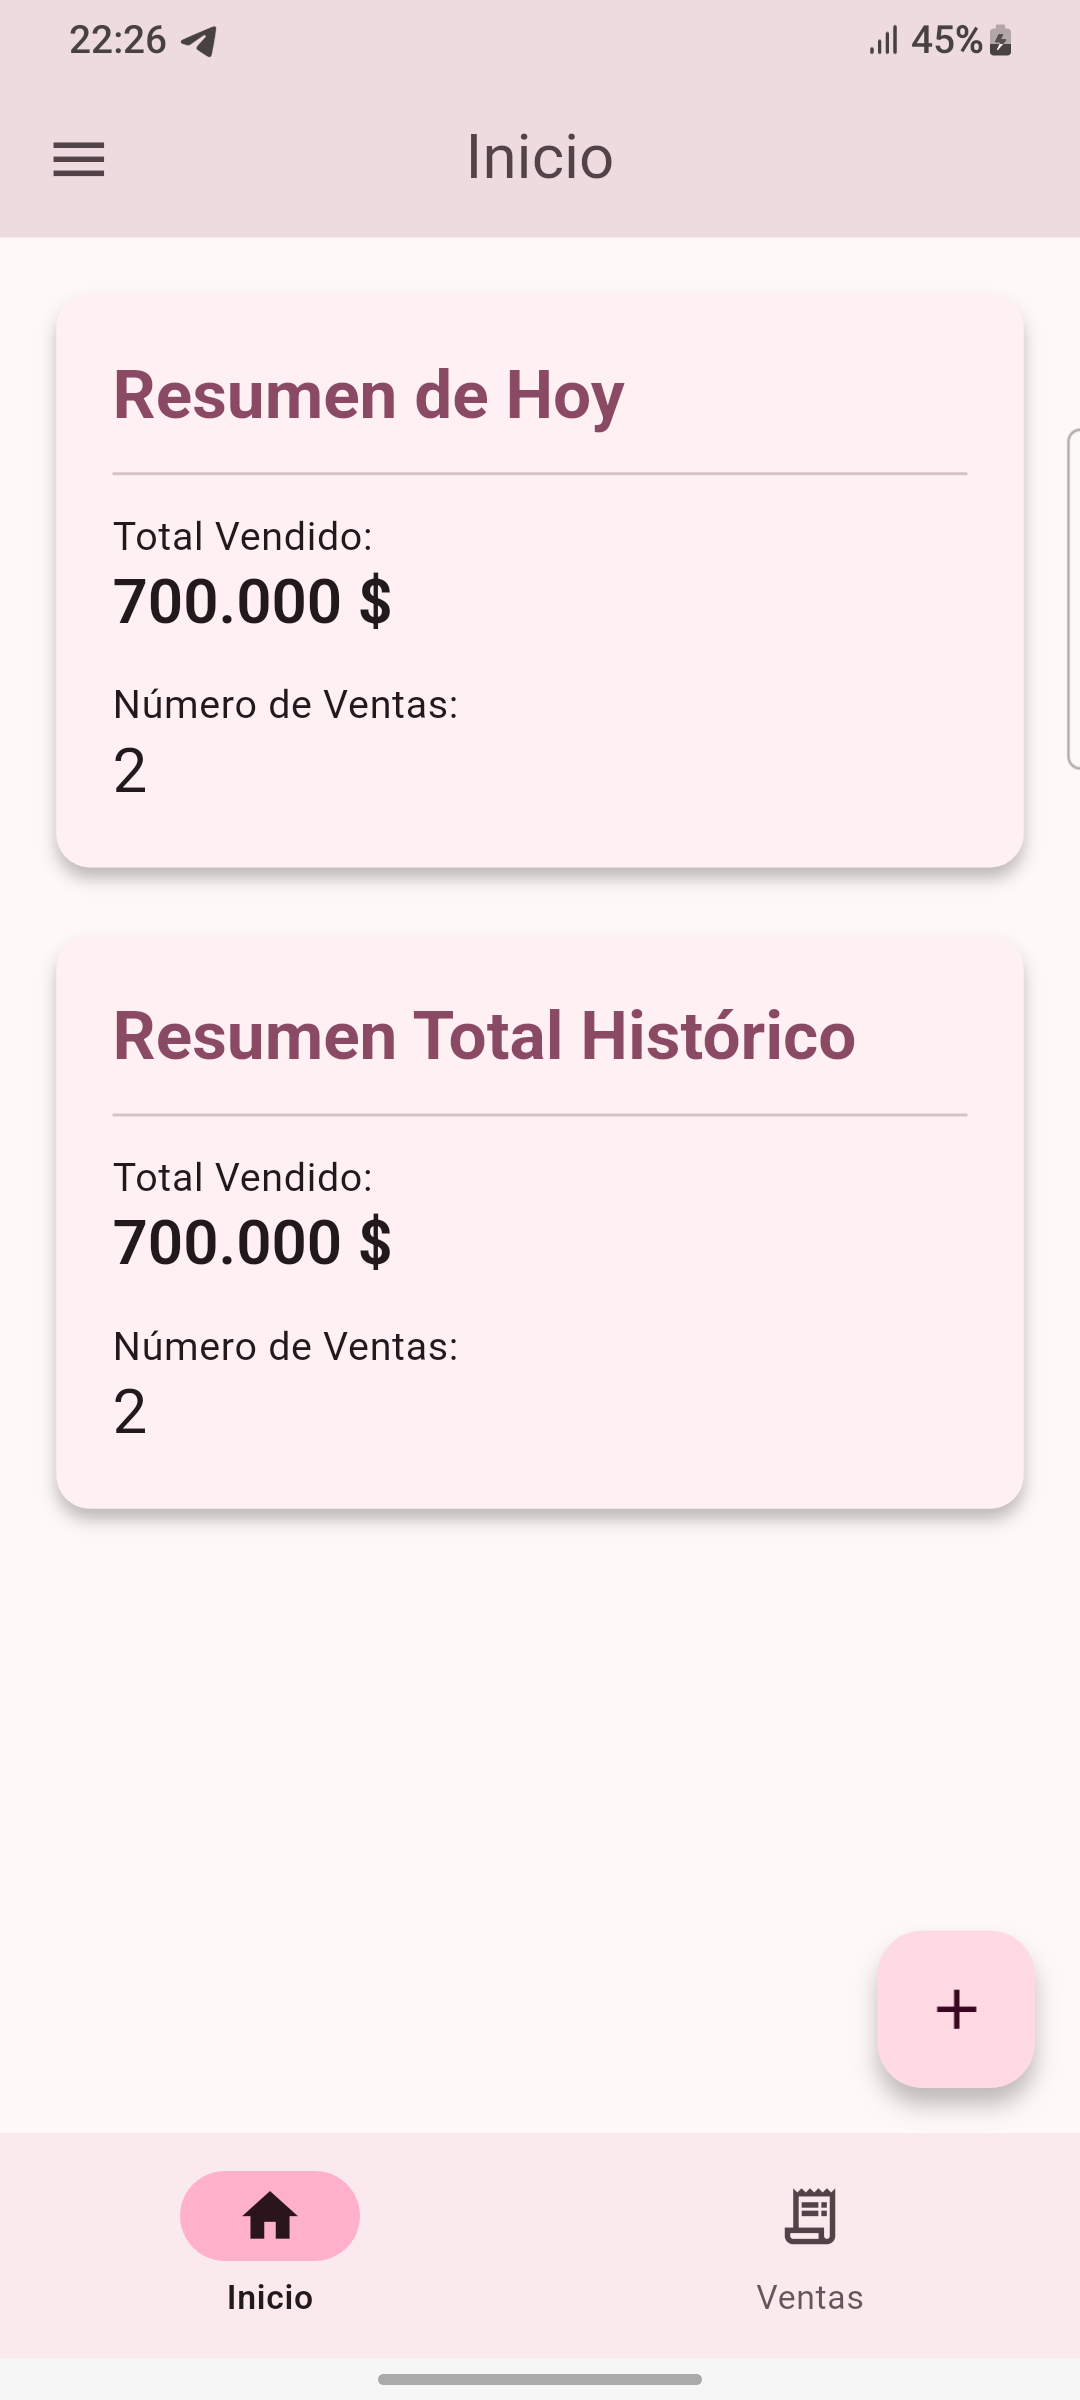 22:26
45%
Inicio
Resumen de Hoy
Total Vendido:
700.000 $
Número de Ventas:
2
Resumen Total Histórico
Total Vendido:
700.000 $
Número de Ventas:
2
+
Inicio
Ventas